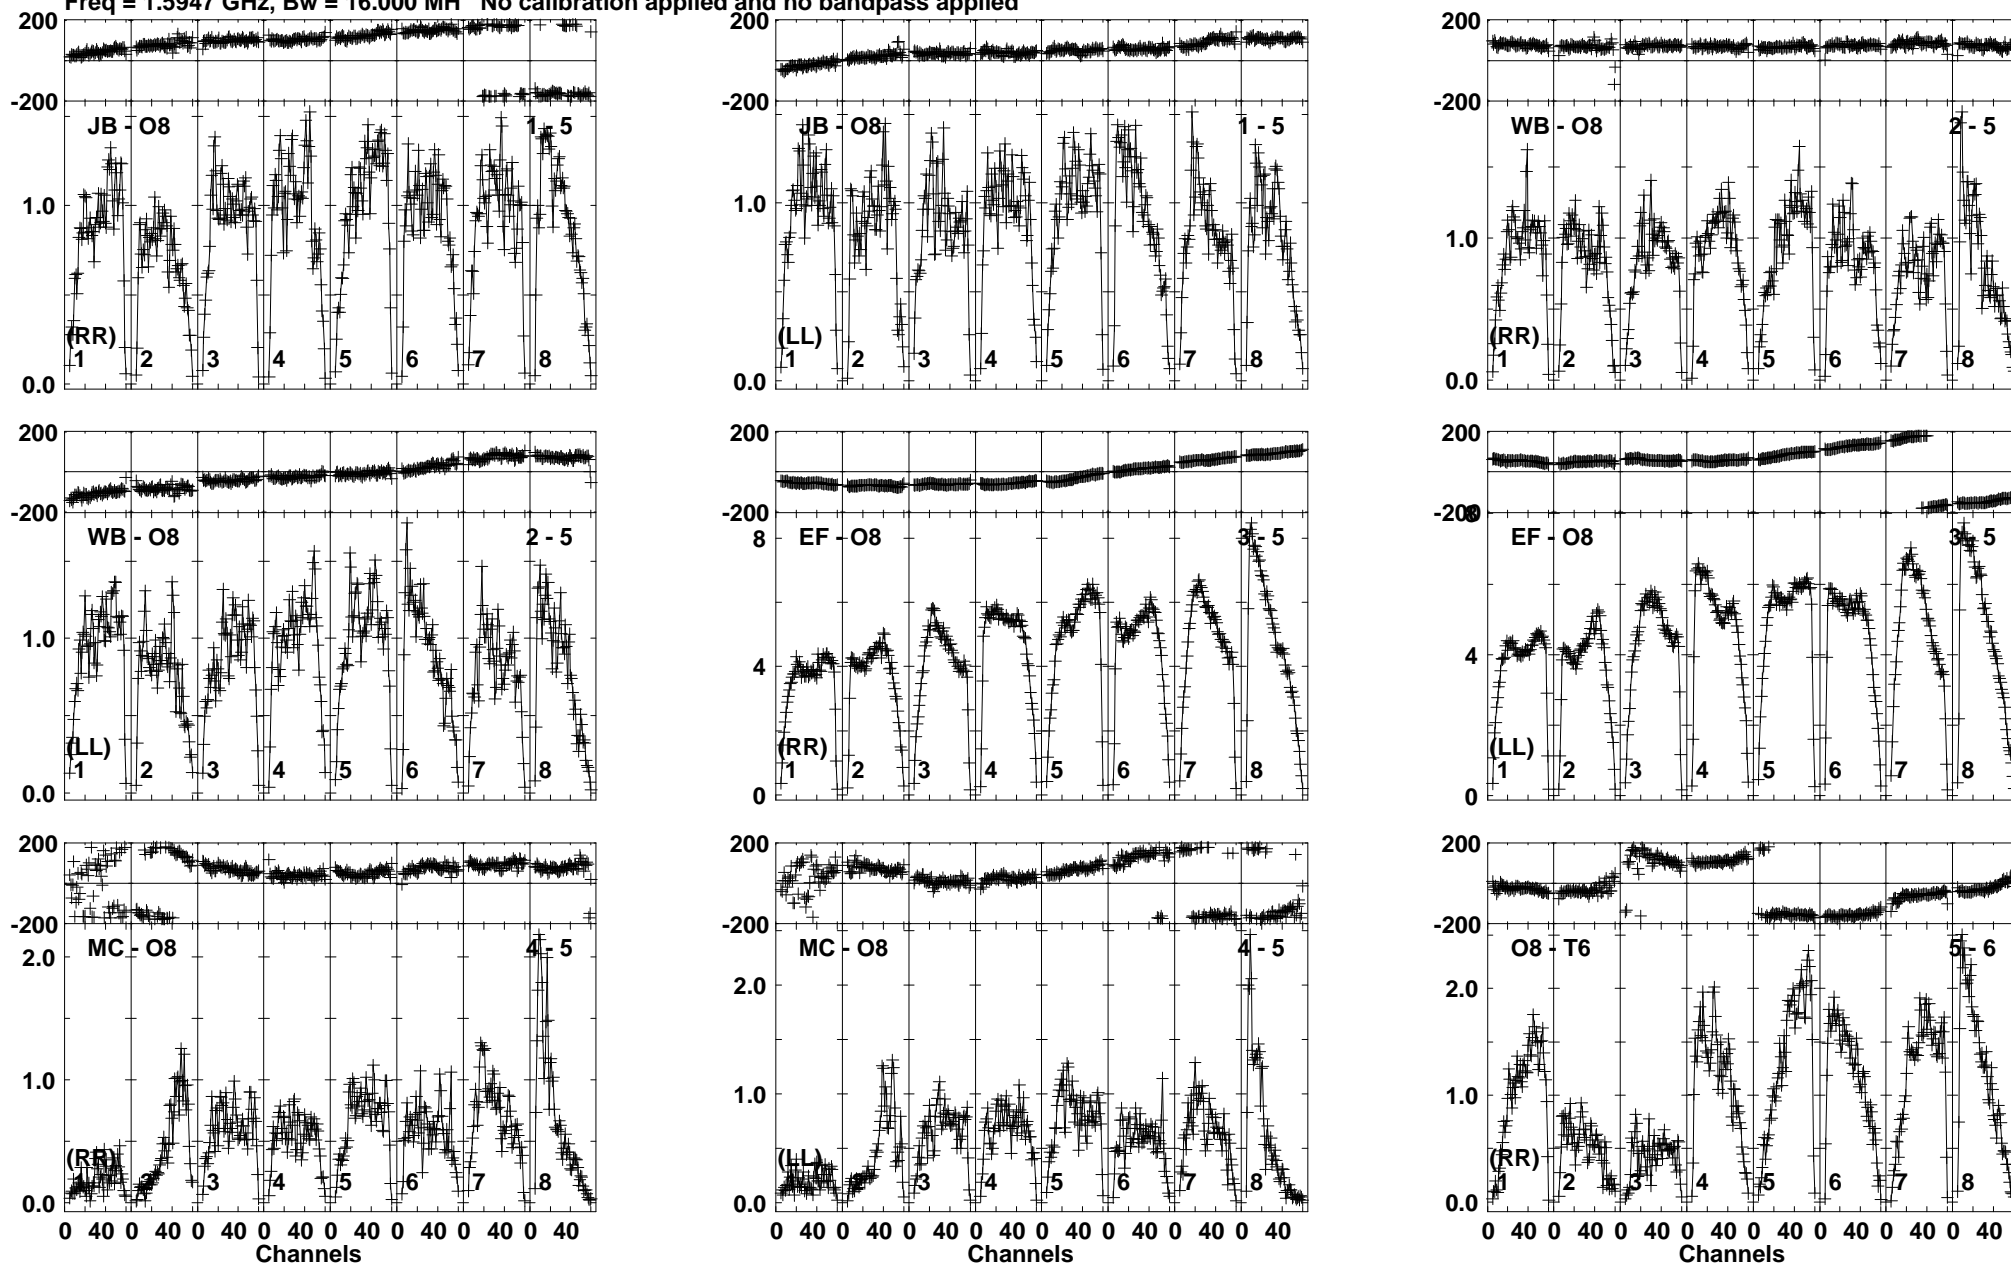 Freq = 1.5947 GHz, Bw = 16.000 MH No calibration applied and no bandpass applied
200 200 200
-200 -200 -200
JB - O8 1 - 5 JB - O8 1 - 5 WB - O8 2 - 5
1.0 1.0 1.0
(RR) (LL) (RR)
1 2 3 4 5 6 7 8 1 2 3 4 5 6 7 8 1 2 3 4 5 6 7 8
0.0 0.0 0.0
200 200 200
-200 -200 -200
8
WB - O8 2 - 5 EF - O8 3 - 5 EF - O8 3 - 5
8
1.0 4 4
(LL) (RR) (LL)
1 2 3 4 5 6 7 8 1 2 3 4 5 6 7 8 1 2 3 4 5 6 7 8
0.0 0 0
200 200 200
-200 -200 -200
MC - O8 4 - 5 MC - O8 4 - 5 O8 - T6 5 - 6
2.0 2.0 2.0
1.0 1.0 1.0
(RR) (LL) (RR)
1 2 3 4 5 6 7 8 1 2 3 4 5 6 7 8 1 2 3 4 5 6 7 8
0.0 0.0 0.0
0 40 0 40 0 40 0 40 0 40 0 40 0 40 0 40 0 40 0 40 0 40 0 40 0 40 0 40 0 40 0 40 0 40 0 40 0 40 0 40 0 40 0 40 0 40 0 40
Channels Channels Channels